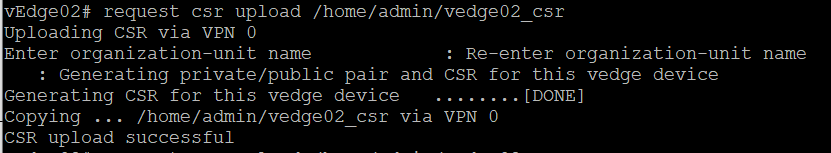 vEdge02# request csr upload /home/admin/vedge02_csr
Uploading CSR via VPN 0
Enter organization-unit name : Re-enter organization-unit name
: Generating private/public pair and CSR for this vedge device
Generating CSR for this vedge device ........[DONE]
Copying ... /home/admin/vedge02_csr via VPN 0
CSR upload successful